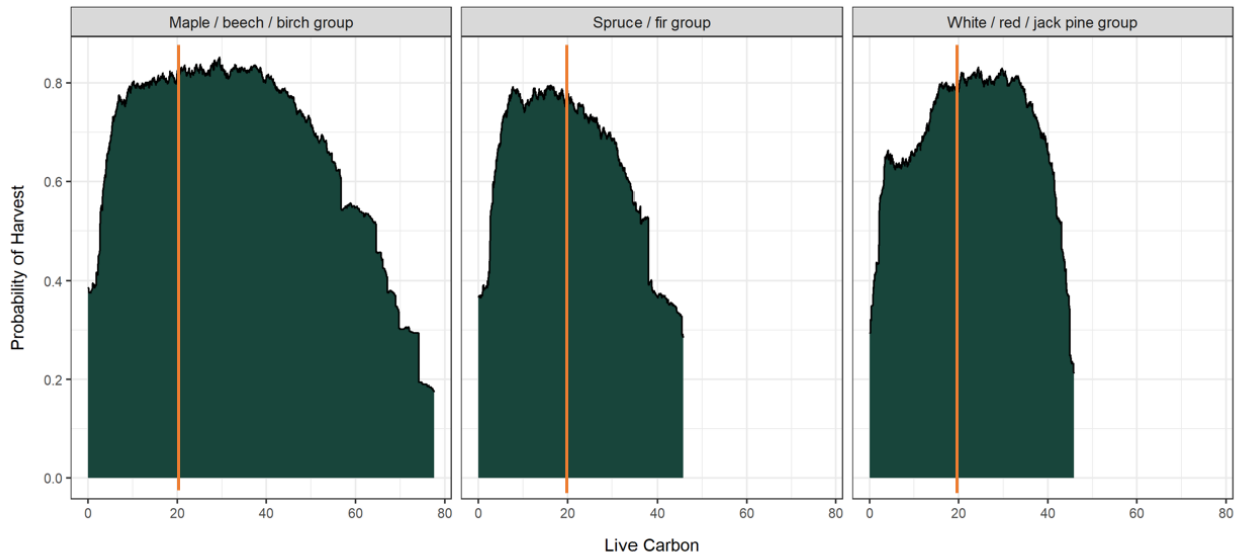 Maple / beech / birch group
Spruce / fir group
White / red / jack pine group
Probability of Harvest
0.8
0.6
0.4
0.2
0.0
0 20 40 60 80
0 20 40 60 80
0 20 40 60 80
Live Carbon